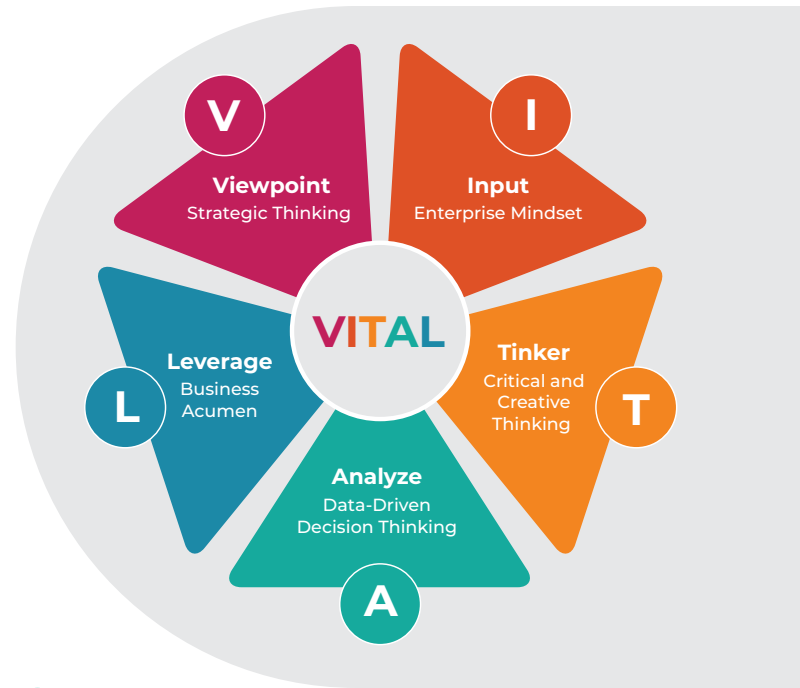 V
Viewpoint
Strategic Thinking
I
Input
Enterprise Mindset
VITAL
T
Tinker
Critical and
Creative
Thinking
A
Analyze
Data-Driven
Decision Thinking
L
Leverage
Business
Acumen